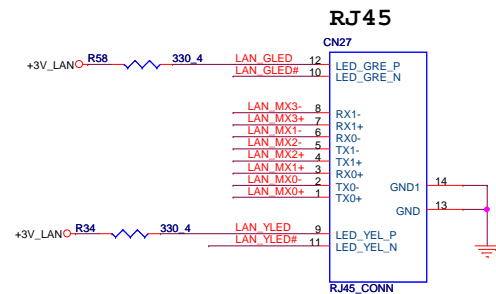 RJ45
CN27
+3V_LAN R58 330_4 LAN_GLED 12 LED_GRE_P
LAN_GLED# 10 LED_GRE_N
LAN_MX3- 8 RX1-
LAN_MX3+ 7 RX1+
LAN_MX1- 6 RX0-
LAN_MX2- 5 TX1-
LAN_MX2+ 4 TX1+
LAN_MX1+ 3 RX0+
LAN_MX0- 2 TX0- GND1 14
LAN_MX0+ 1 TX0+
GND 13
+3V_LAN R34 330_4 LAN_YLED 9 LED_YEL_P
LAN_YLED# 11 LED_YEL_N
RJ45_CONN